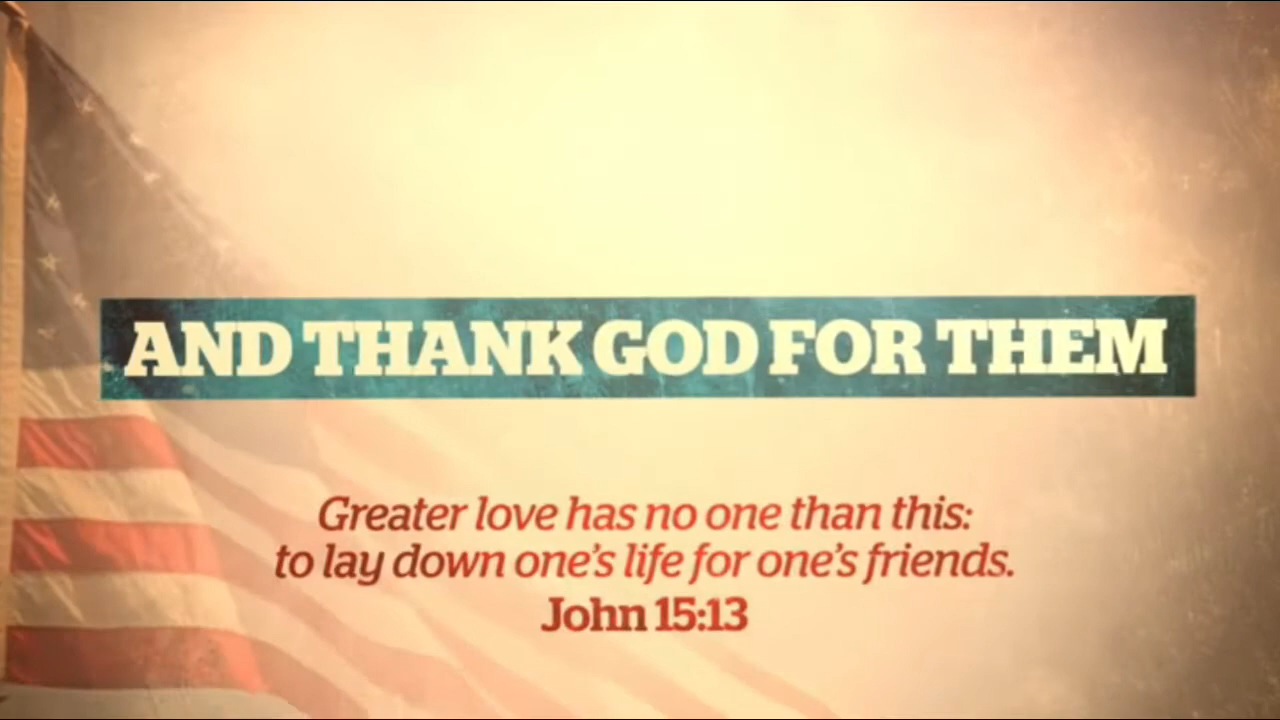 AND THANK GOD FOR THEM
Greater love has no one than this:
to lay down one's life for one's friends.
John 15:13